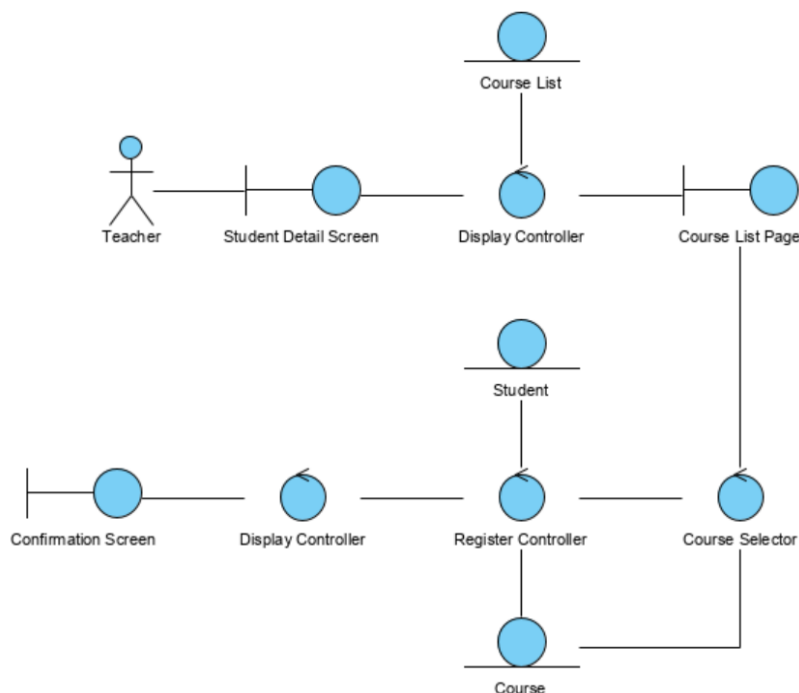 Course List
Teacher
Student Detail Screen
Display Controller
Course List Page
Student
Confirmation Screen
Display Controller
Register Controller
Course Selector
Course